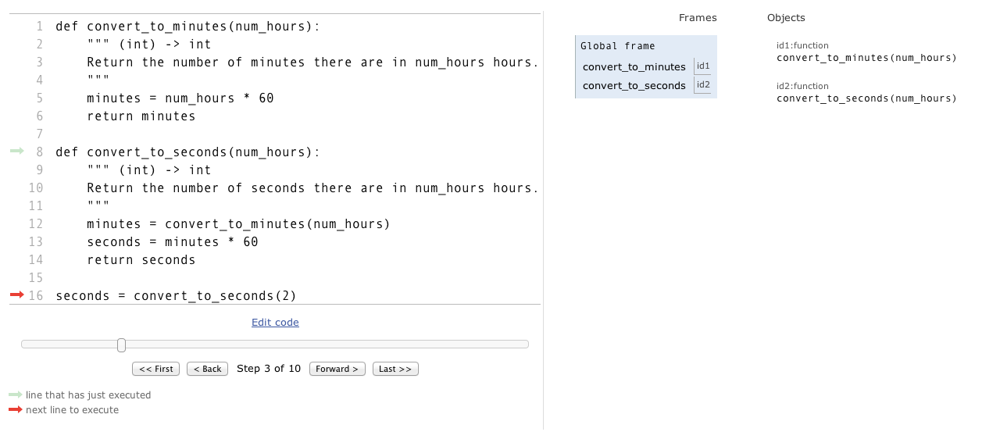 1 def convert_to_minutes(num_hours):
2     """ (int) -> int
3     Return the number of minutes there are in num_hours hours.
4     """
5     minutes = num_hours * 60
6     return minutes
7
8 def convert_to_seconds(num_hours):
9     """ (int) -> int
10     Return the number of seconds there are in num_hours hours.
11     """
12     minutes = convert_to_minutes(num_hours)
13     seconds = minutes * 60
14     return seconds
15
16 seconds = convert_to_seconds(2)
Edit code
<< First < Back Step 3 of 10 Forward > Last >>
line that has just executed
next line to execute
Frames Objects
Global frame
convert_to_minutes id1
convert_to_seconds id2
id1:function
convert_to_minutes(num_hours)
id2:function
convert_to_seconds(num_hours)